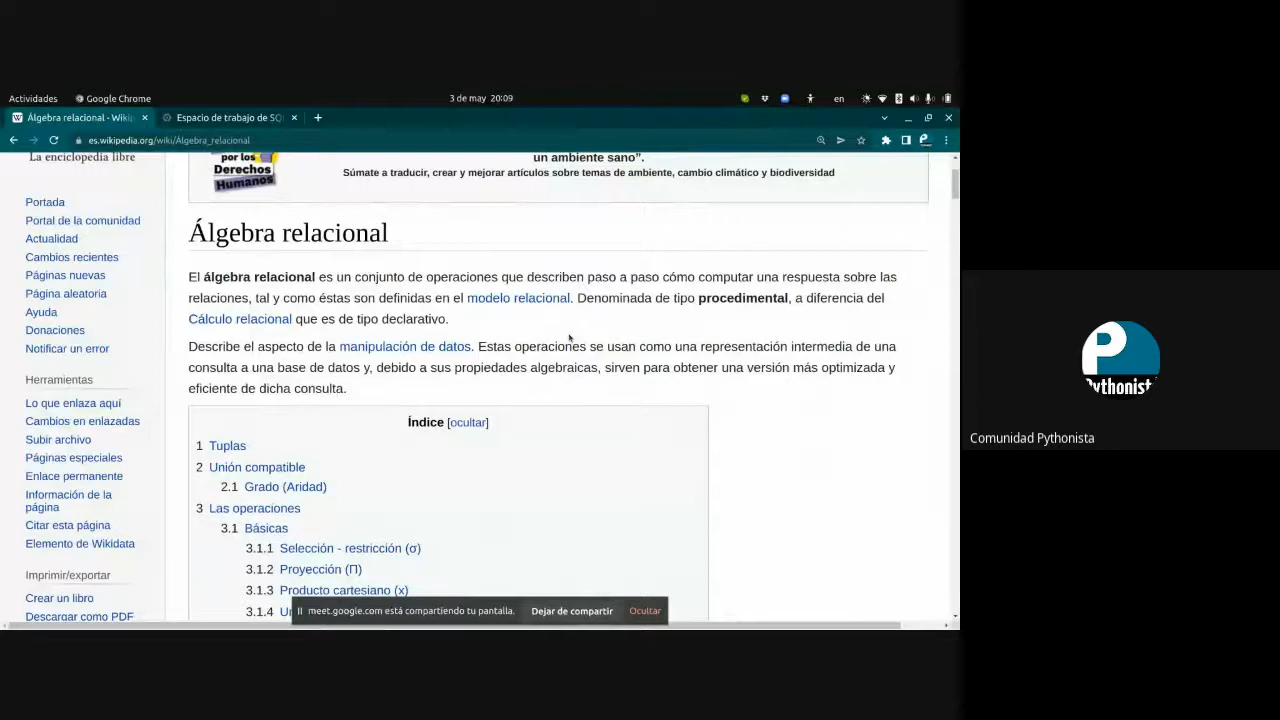 Actividades
Google Chrome
3 de may 20:09
en
Álgebra relacional - Wikip
Espacio de trabajo de SQ
es.wikipedia.org/wiki/Álgebra_relacional
La enciclopedia libre
por los
Derechos
Humanos
un ambiente sano”.
Súmate a traducir, crear y mejorar artículos sobre temas de ambiente, cambio climático y biodiversidad
Portada
Portal de la comunidad
Actualidad
Cambios recientes
Páginas nuevas
Página aleatoria
Ayuda
Donaciones
Notificar un error
Herramientas
Lo que enlaza aquí
Cambios en enlazadas
Subir archivo
Páginas especiales
Enlace permanente
Información de la
página
Citar esta página
Elemento de Wikidata
Imprimir/exportar
Crear un libro
Descargar como PDF
Álgebra relacional
El álgebra relacional es un conjunto de operaciones que describen paso a paso cómo computar una respuesta sobre las
relaciones, tal y como éstas son definidas en el modelo relacional. Denominada de tipo procedimental, a diferencia del
Cálculo relacional que es de tipo declarativo.
Describe el aspecto de la manipulación de datos. Estas operaciones se usan como una representación intermedia de una
consulta a una base de datos y, debido a sus propiedades algebraicas, sirven para obtener una versión más optimizada y
eficiente de dicha consulta.
Índice [ocultar]
1 Tuplas
2 Unión compatible
2.1 Grado (Aridad)
3 Las operaciones
3.1 Básicas
3.1.1 Selección - restricción (σ)
3.1.2 Proyección (Π)
3.1.3 Producto cartesiano (x)
3.1.4
meet.google.com está compartiendo tu pantalla.
Dejar de compartir
Ocultar
Pythonist
Comunidad Pythonista